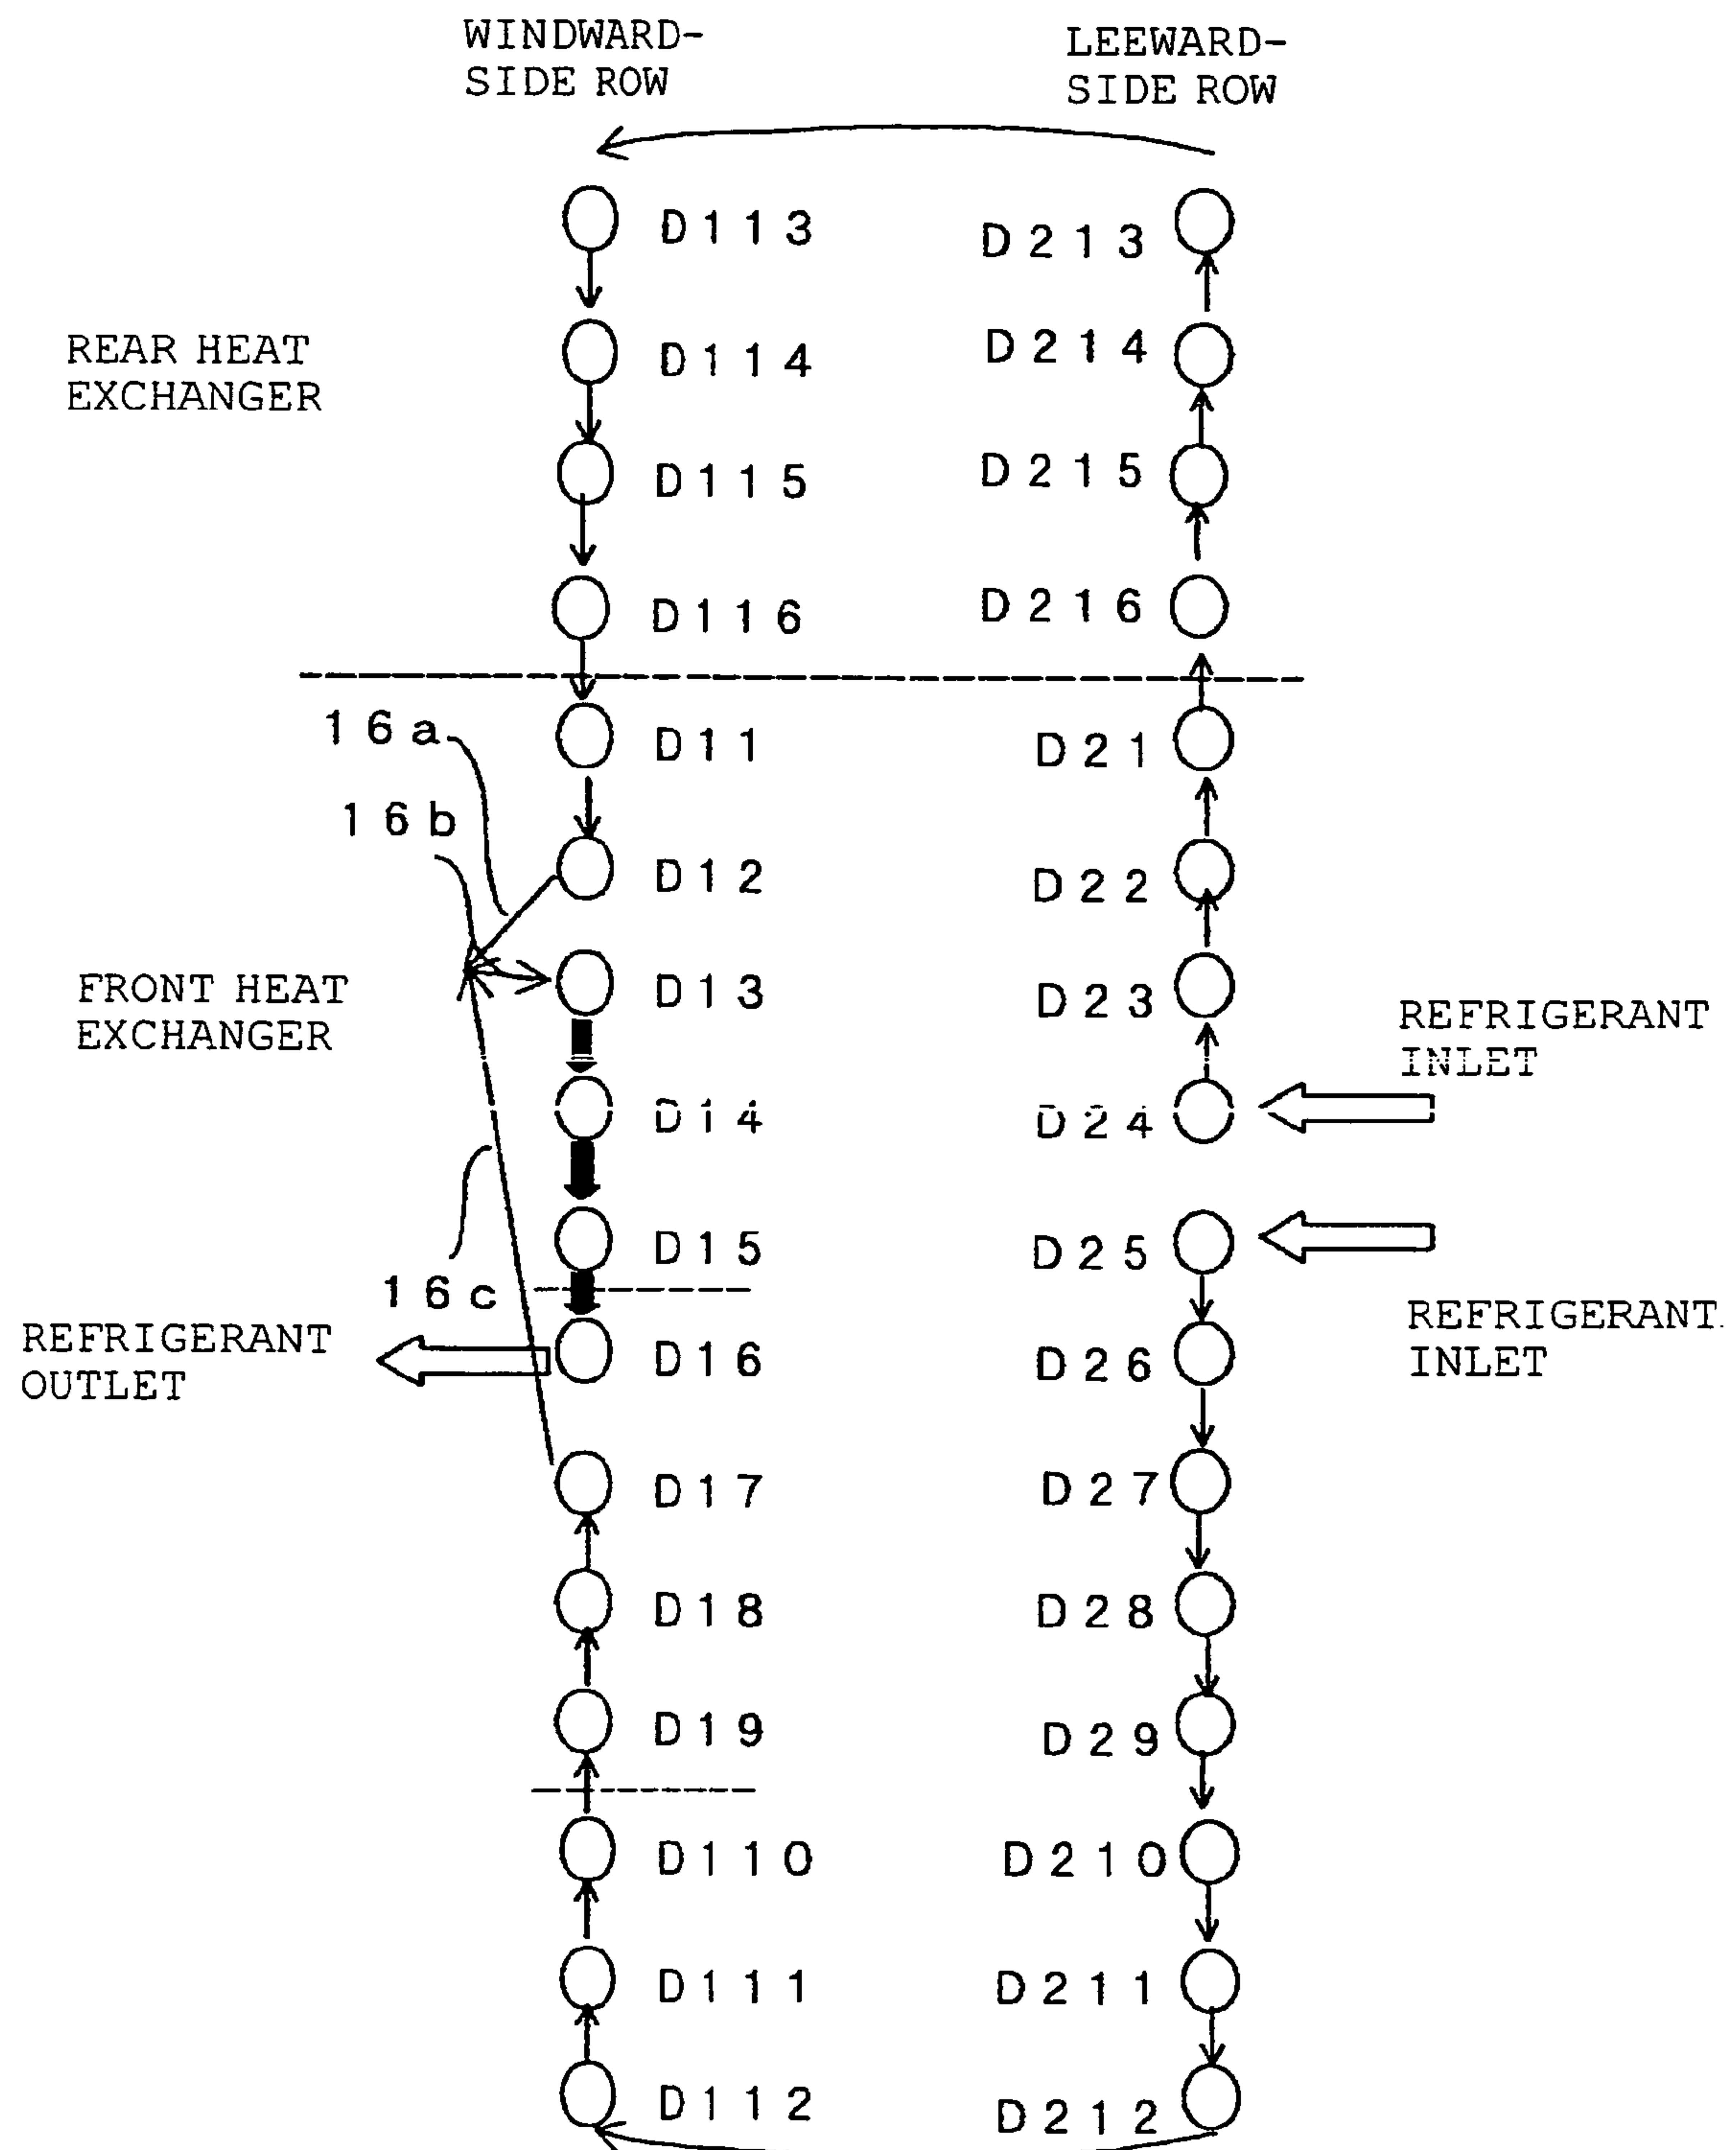 WINDWARD-
SIDE ROW
LEEWARD-
SIDE ROW
D113
D213
REAR HEAT
EXCHANGER
D114
D214
D115
D215
D116
D216
16a
D11
D21
16b
D12
D22
FRONT HEAT
EXCHANGER
D13
D23
REFRIGERANT
INLET
D14
D24
D15
D25
16c
REFRIGERANT
OUTLET
D16
D26
REFRIGERANT
INLET
D17
D27
D18
D28
D19
D29
D110
D210
D111
D211
D112
D212